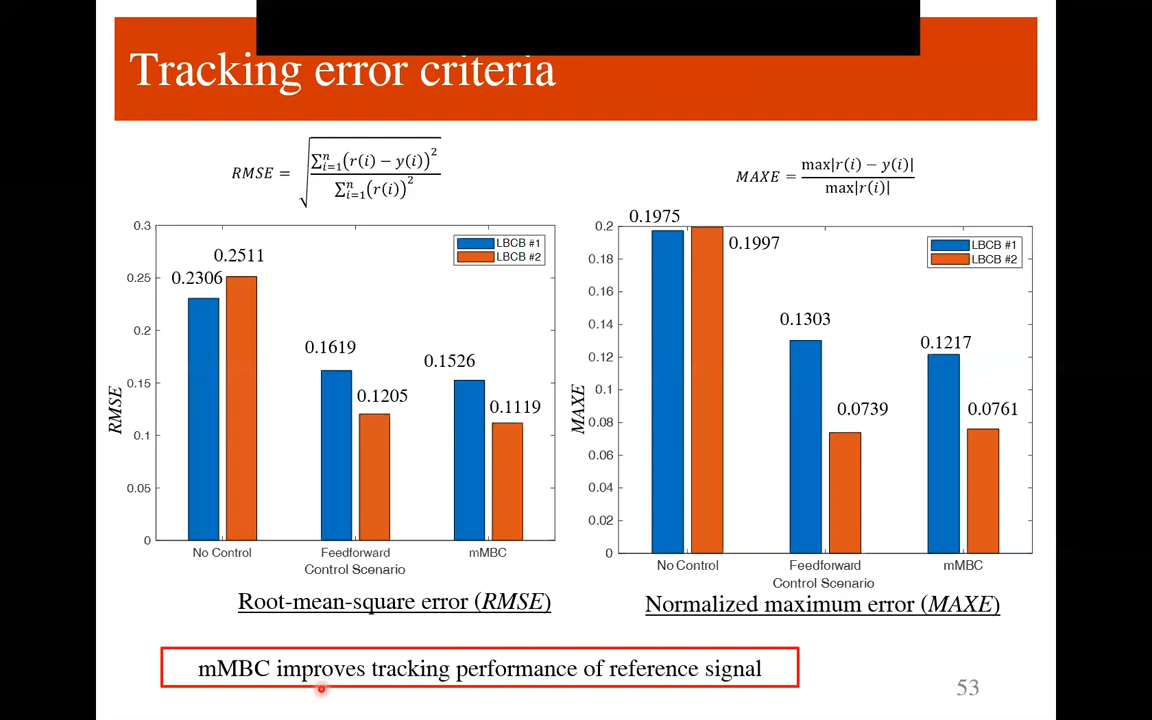 Tracking error criteria
RMSE = √(∑ⁿᵢ₌₁(r(i) − y(i))² / ∑ⁿᵢ₌₁(r(i))²)
MAXE = max|r(i) − y(i)| / max|r(i)|
0.3
0.25
0.2
0.15
0.1
0.05
0
RMSE
LBCB #1
LBCB #2
0.2306
0.2511
0.1619
0.1205
0.1526
0.1119
No Control
Feedforward
mMBC
Control Scenario
Root-mean-square error (RMSE)
0.2
0.18
0.16
0.14
0.12
0.1
0.08
0.06
0.04
0.02
0
MAXE
LBCB #1
LBCB #2
0.1975
0.1997
0.1303
0.0739
0.1217
0.0761
No Control
Feedforward
mMBC
Control Scenario
Normalized maximum error (MAXE)
mMBC improves tracking performance of reference signal
53